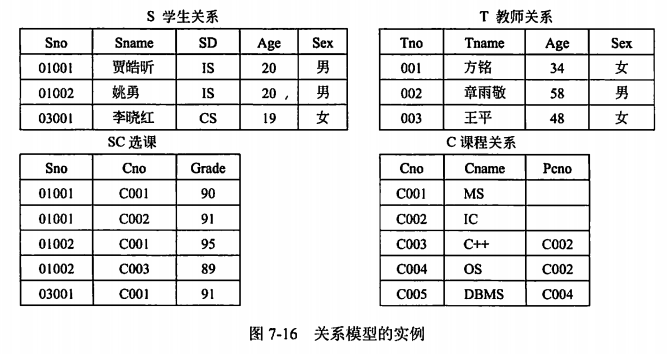 S 学生关系
Sno Sname SD Age Sex
01001 贾皓昕 IS 20 男
01002 姚勇 IS 20 男
03001 李晓红 CS 19 女
T 教师关系
Tno Tname Age Sex
001 方铭 34 女
002 章雨敬 58 男
003 王平 48 女
SC 选课
Sno Cno Grade
01001 C001 90
01001 C002 91
01002 C001 95
01002 C003 89
03001 C001 91
C 课程关系
Cno Cname Pcno
C001 MS
C002 IC
C003 C++ C002
C004 OS C002
C005 DBMS C004
图 7-16 关系模型的实例